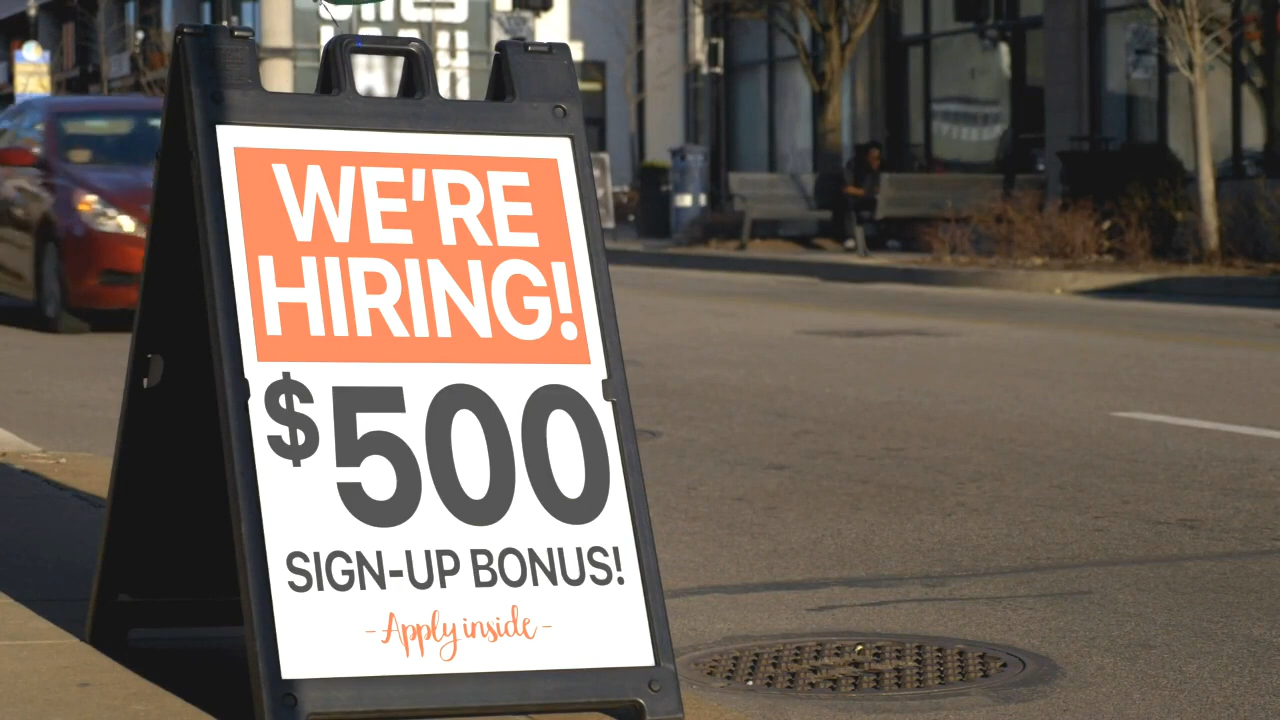 WE'RE
HIRING!
$500
SIGN-UP BONUS!
- Apply inside -